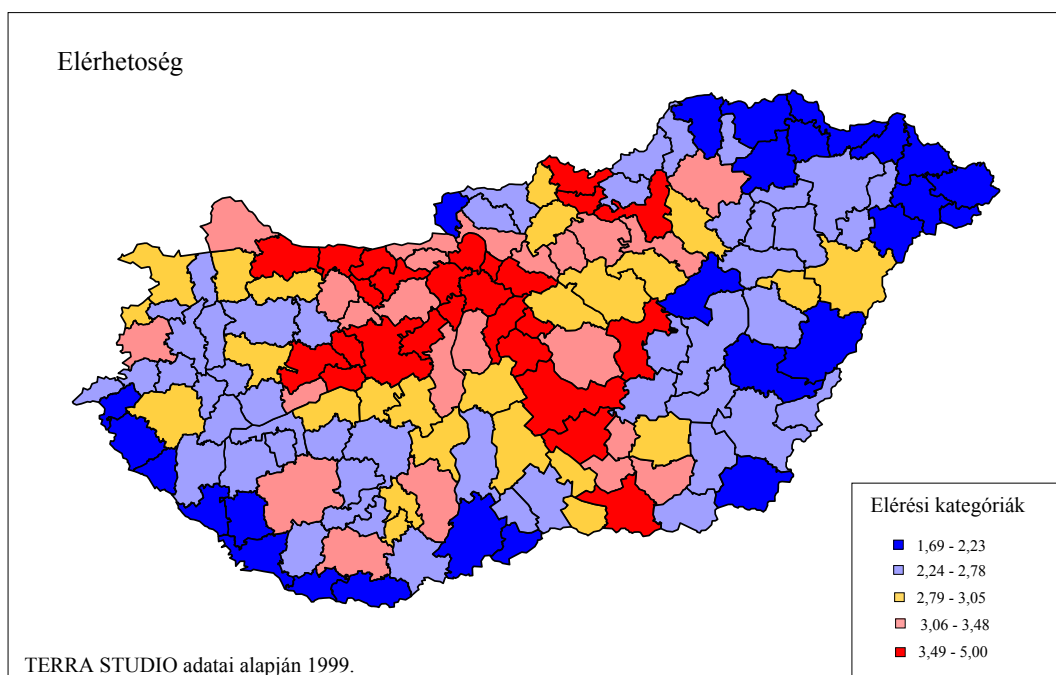 Elérhetoség
Elérési kategóriák
1,69 - 2,23
2,24 - 2,78
2,79 - 3,05
3,06 - 3,48
3,49 - 5,00
TERRA STUDIO adatai alapján 1999.